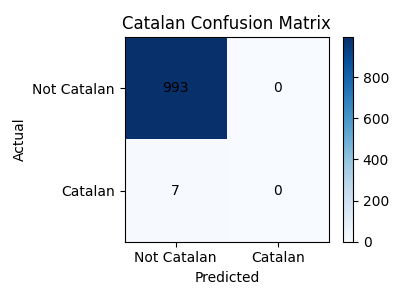 Catalan Confusion Matrix
Actual
Not Catalan
993
0
Catalan
7
0
Not Catalan
Catalan
Predicted
800
600
400
200
0